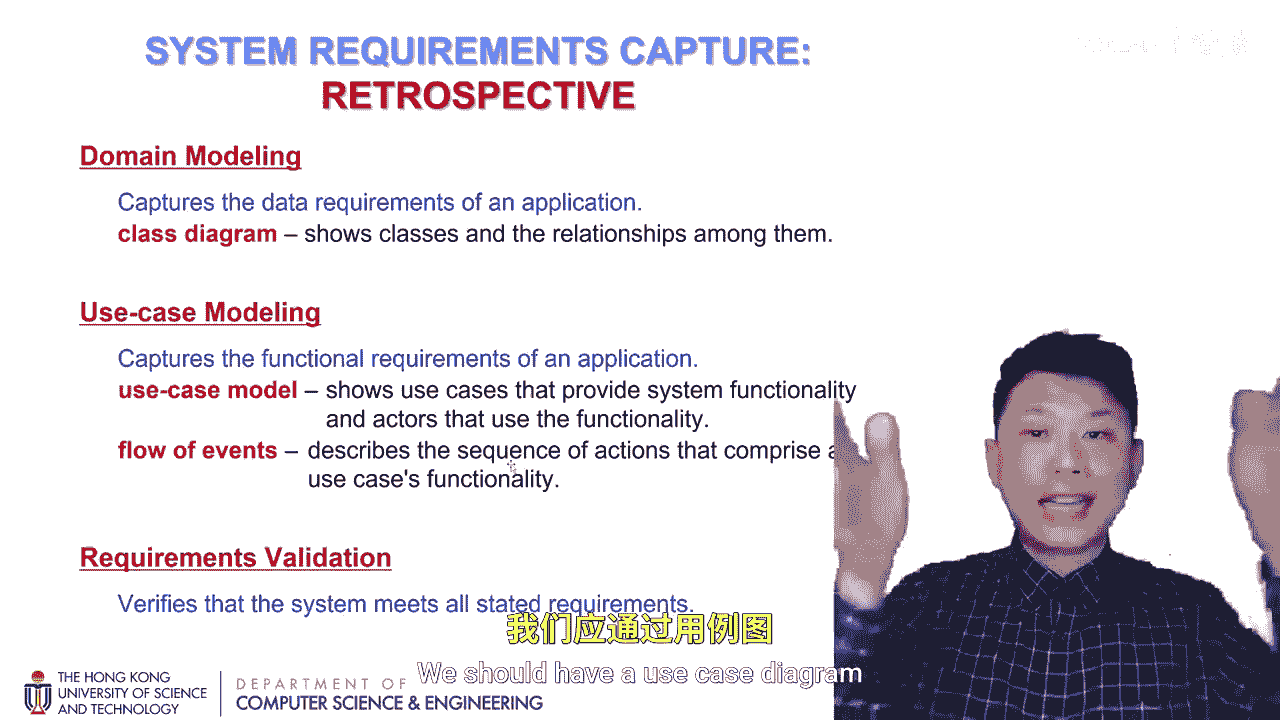 SYSTEM REQUIREMENTS CAPTURE:
RETROSPECTIVE
Domain Modeling
Captures the data requirements of an application.
class diagram – shows classes and the relationships among them.
Use-case Modeling
Captures the functional requirements of an application.
use-case model – shows use cases that provide system functionality
and actors that use the functionality.
flow of events – describes the sequence of actions that comprise a
use case's functionality.
Requirements Validation
Verifies that the system meets all stated requirements.
我们应通过用例图
We should have a use case diagram
THE HONG KONG
UNIVERSITY OF SCIENCE
AND TECHNOLOGY
DEPARTMENT OF
COMPUTER SCIENCE & ENGINEERING